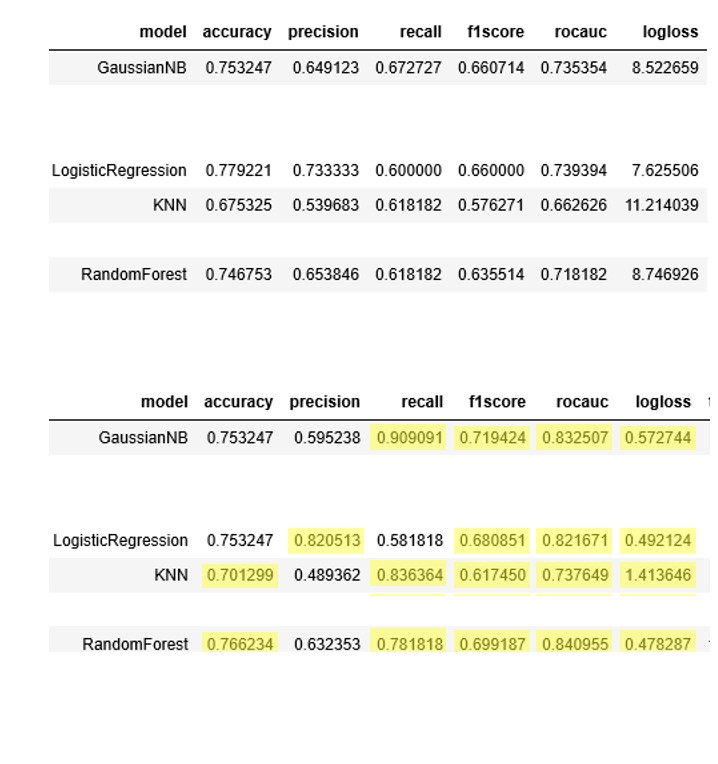 model accuracy precision recall f1score rocauc logloss
GaussianNB 0.753247 0.649123 0.672727 0.660714 0.735354 8.522659
LogisticRegression 0.779221 0.733333 0.600000 0.660000 0.739394 7.625506
KNN 0.675325 0.539683 0.618182 0.576271 0.662626 11.214039
RandomForest 0.746753 0.653846 0.618182 0.635514 0.718182 8.746926
model accuracy precision recall f1score rocauc logloss
GaussianNB 0.753247 0.595238 0.909091 0.719424 0.832507 0.572744
LogisticRegression 0.753247 0.820513 0.581818 0.680851 0.821671 0.492124
KNN 0.701299 0.489362 0.836364 0.617450 0.737649 1.413646
RandomForest 0.766234 0.632353 0.781818 0.699187 0.840955 0.478287